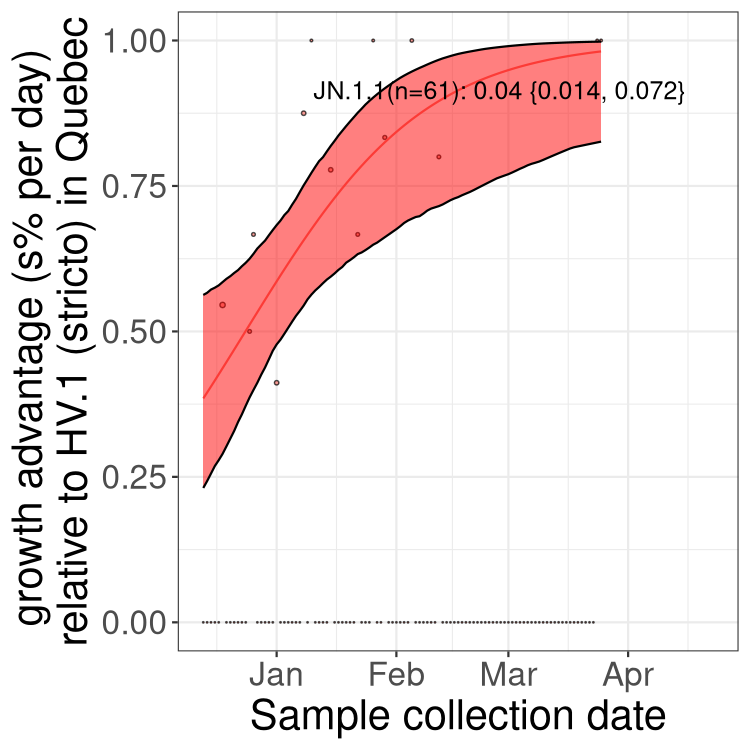 growth advantage (s% per day)
relative to HV.1 (stricto) in Quebec
1.00
0.75
0.50
0.25
0.00
JN.1.1(n=61): 0.04 {0.014, 0.072}
Jan
Feb
Mar
Apr
Sample collection date